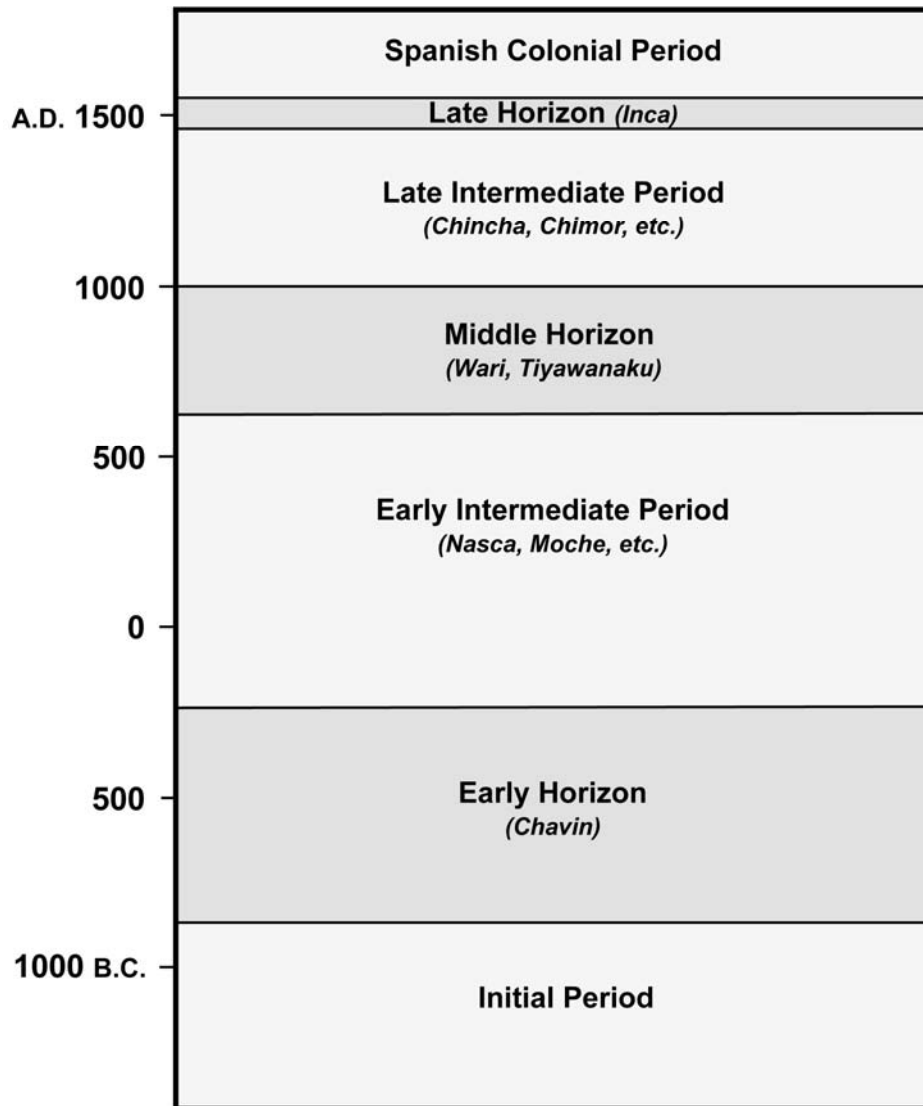 Spanish Colonial Period
A.D. 1500
Late Horizon (Inca)
Late Intermediate Period
(Chincha, Chimor, etc.)
1000
Middle Horizon
(Wari, Tiyawanaku)
500
Early Intermediate Period
(Nasca, Moche, etc.)
0
500
Early Horizon
(Chavin)
1000 B.C.
Initial Period